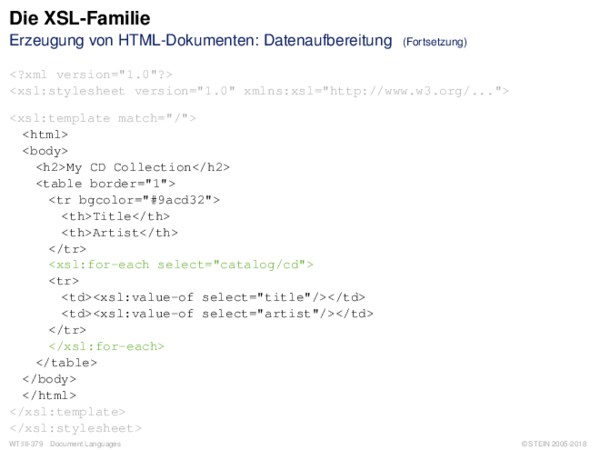 Die XSL-Familie
Erzeugung von HTML-Dokumenten: Datenaufbereitung (Fortsetzung)
<?xml version="1.0"?>
<xsl:stylesheet version="1.0" xmlns:xsl="http://www.w3.org/...">
<xsl:template match="/">
<html>
<body>
<h2>My CD Collection</h2>
<table border="1">
<tr bgcolor="#9acd32">
<th>Title</th>
<th>Artist</th>
</tr>
<xsl:for-each select="catalog/cd">
<tr>
<td><xsl:value-of select="title"/></td>
<td><xsl:value-of select="artist"/></td>
</tr>
</xsl:for-each>
</table>
</body>
</html>
</xsl:template>
</xsl:stylesheet>
WT:III-379 Document Languages © STEIN 2005-2018